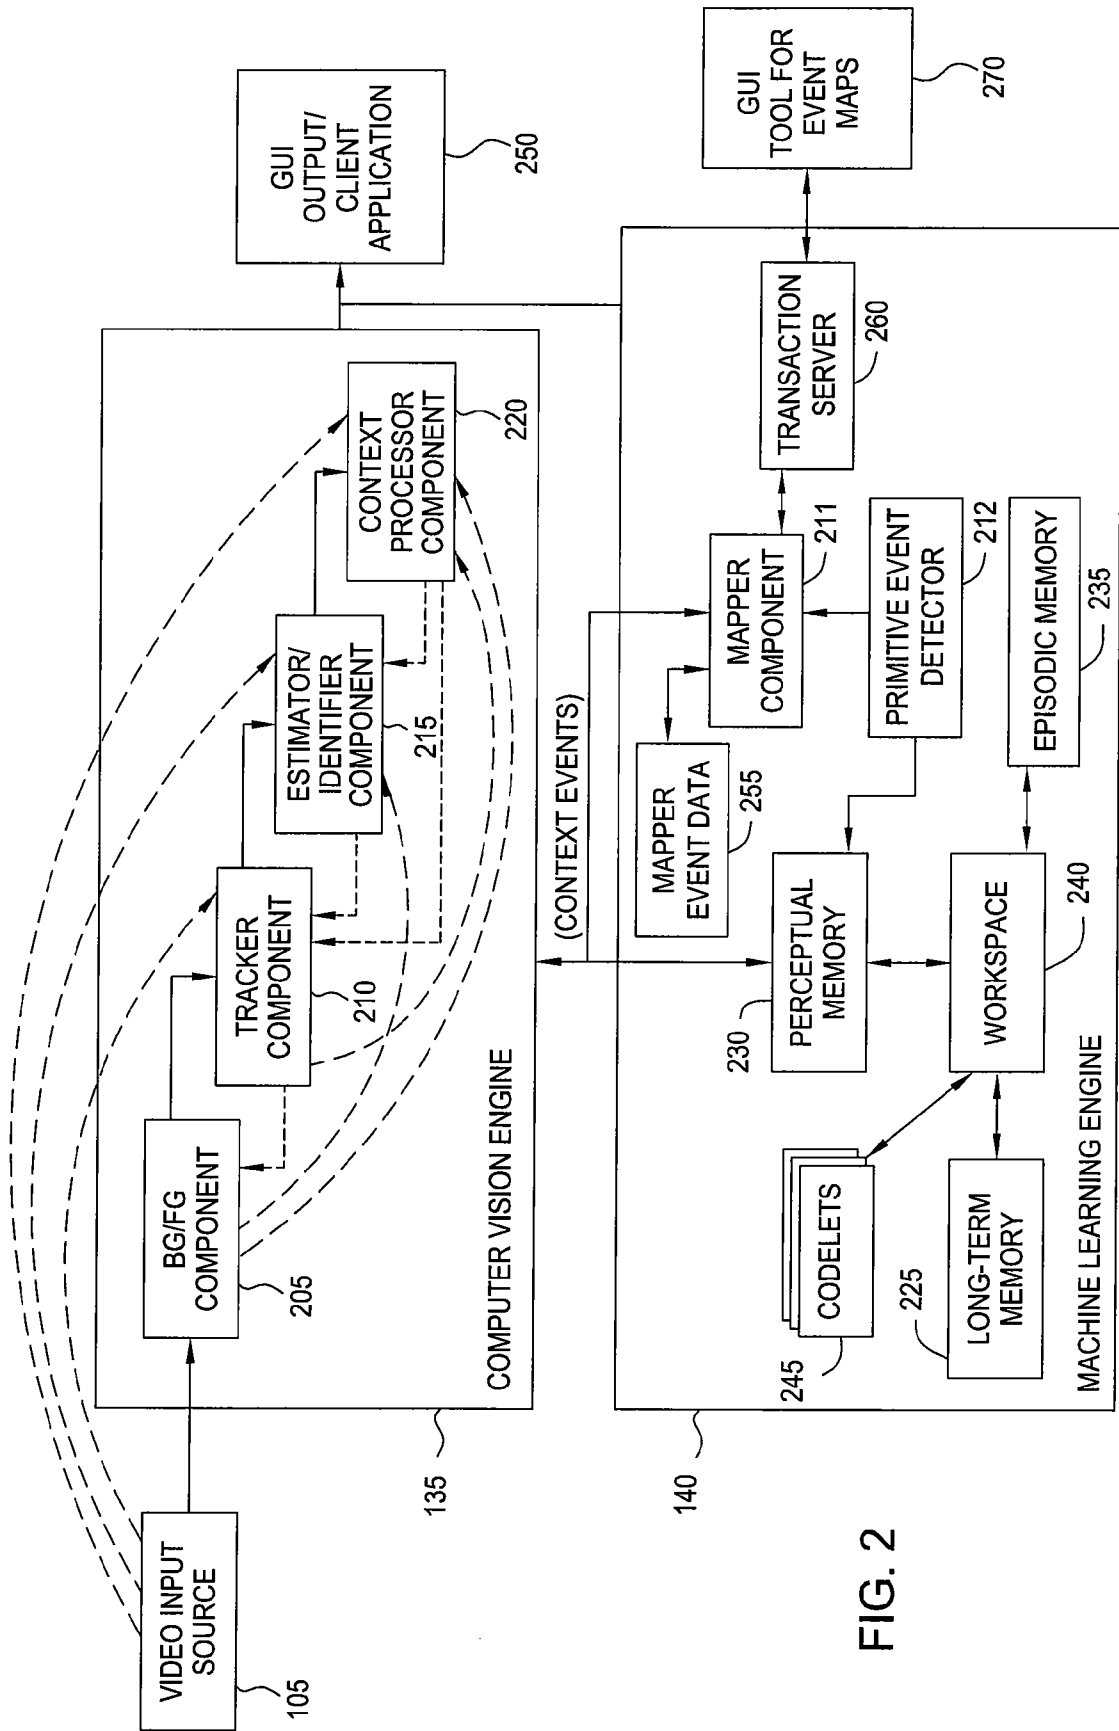 VIDEO INPUT
SOURCE
105
BG/FG
COMPONENT
205
TRACKER
COMPONENT
210
ESTIMATOR/
IDENTIFIER
COMPONENT
215
CONTEXT
PROCESSOR
COMPONENT
220
COMPUTER VISION ENGINE
135
GUI
OUTPUT/
CLIENT
APPLICATION
250
(CONTEXT EVENTS)
MAPPER
EVENT DATA
255
MAPPER
COMPONENT
211
TRANSACTION
SERVER
260
GUI
TOOL FOR
EVENT
MAPS
270
PERCEPTUAL
MEMORY
230
PRIMITIVE EVENT
DETECTOR
212
CODELETS
245
WORKSPACE
240
EPISODIC MEMORY
235
LONG-TERM
MEMORY
225
MACHINE LEARNING ENGINE
140
FIG. 2